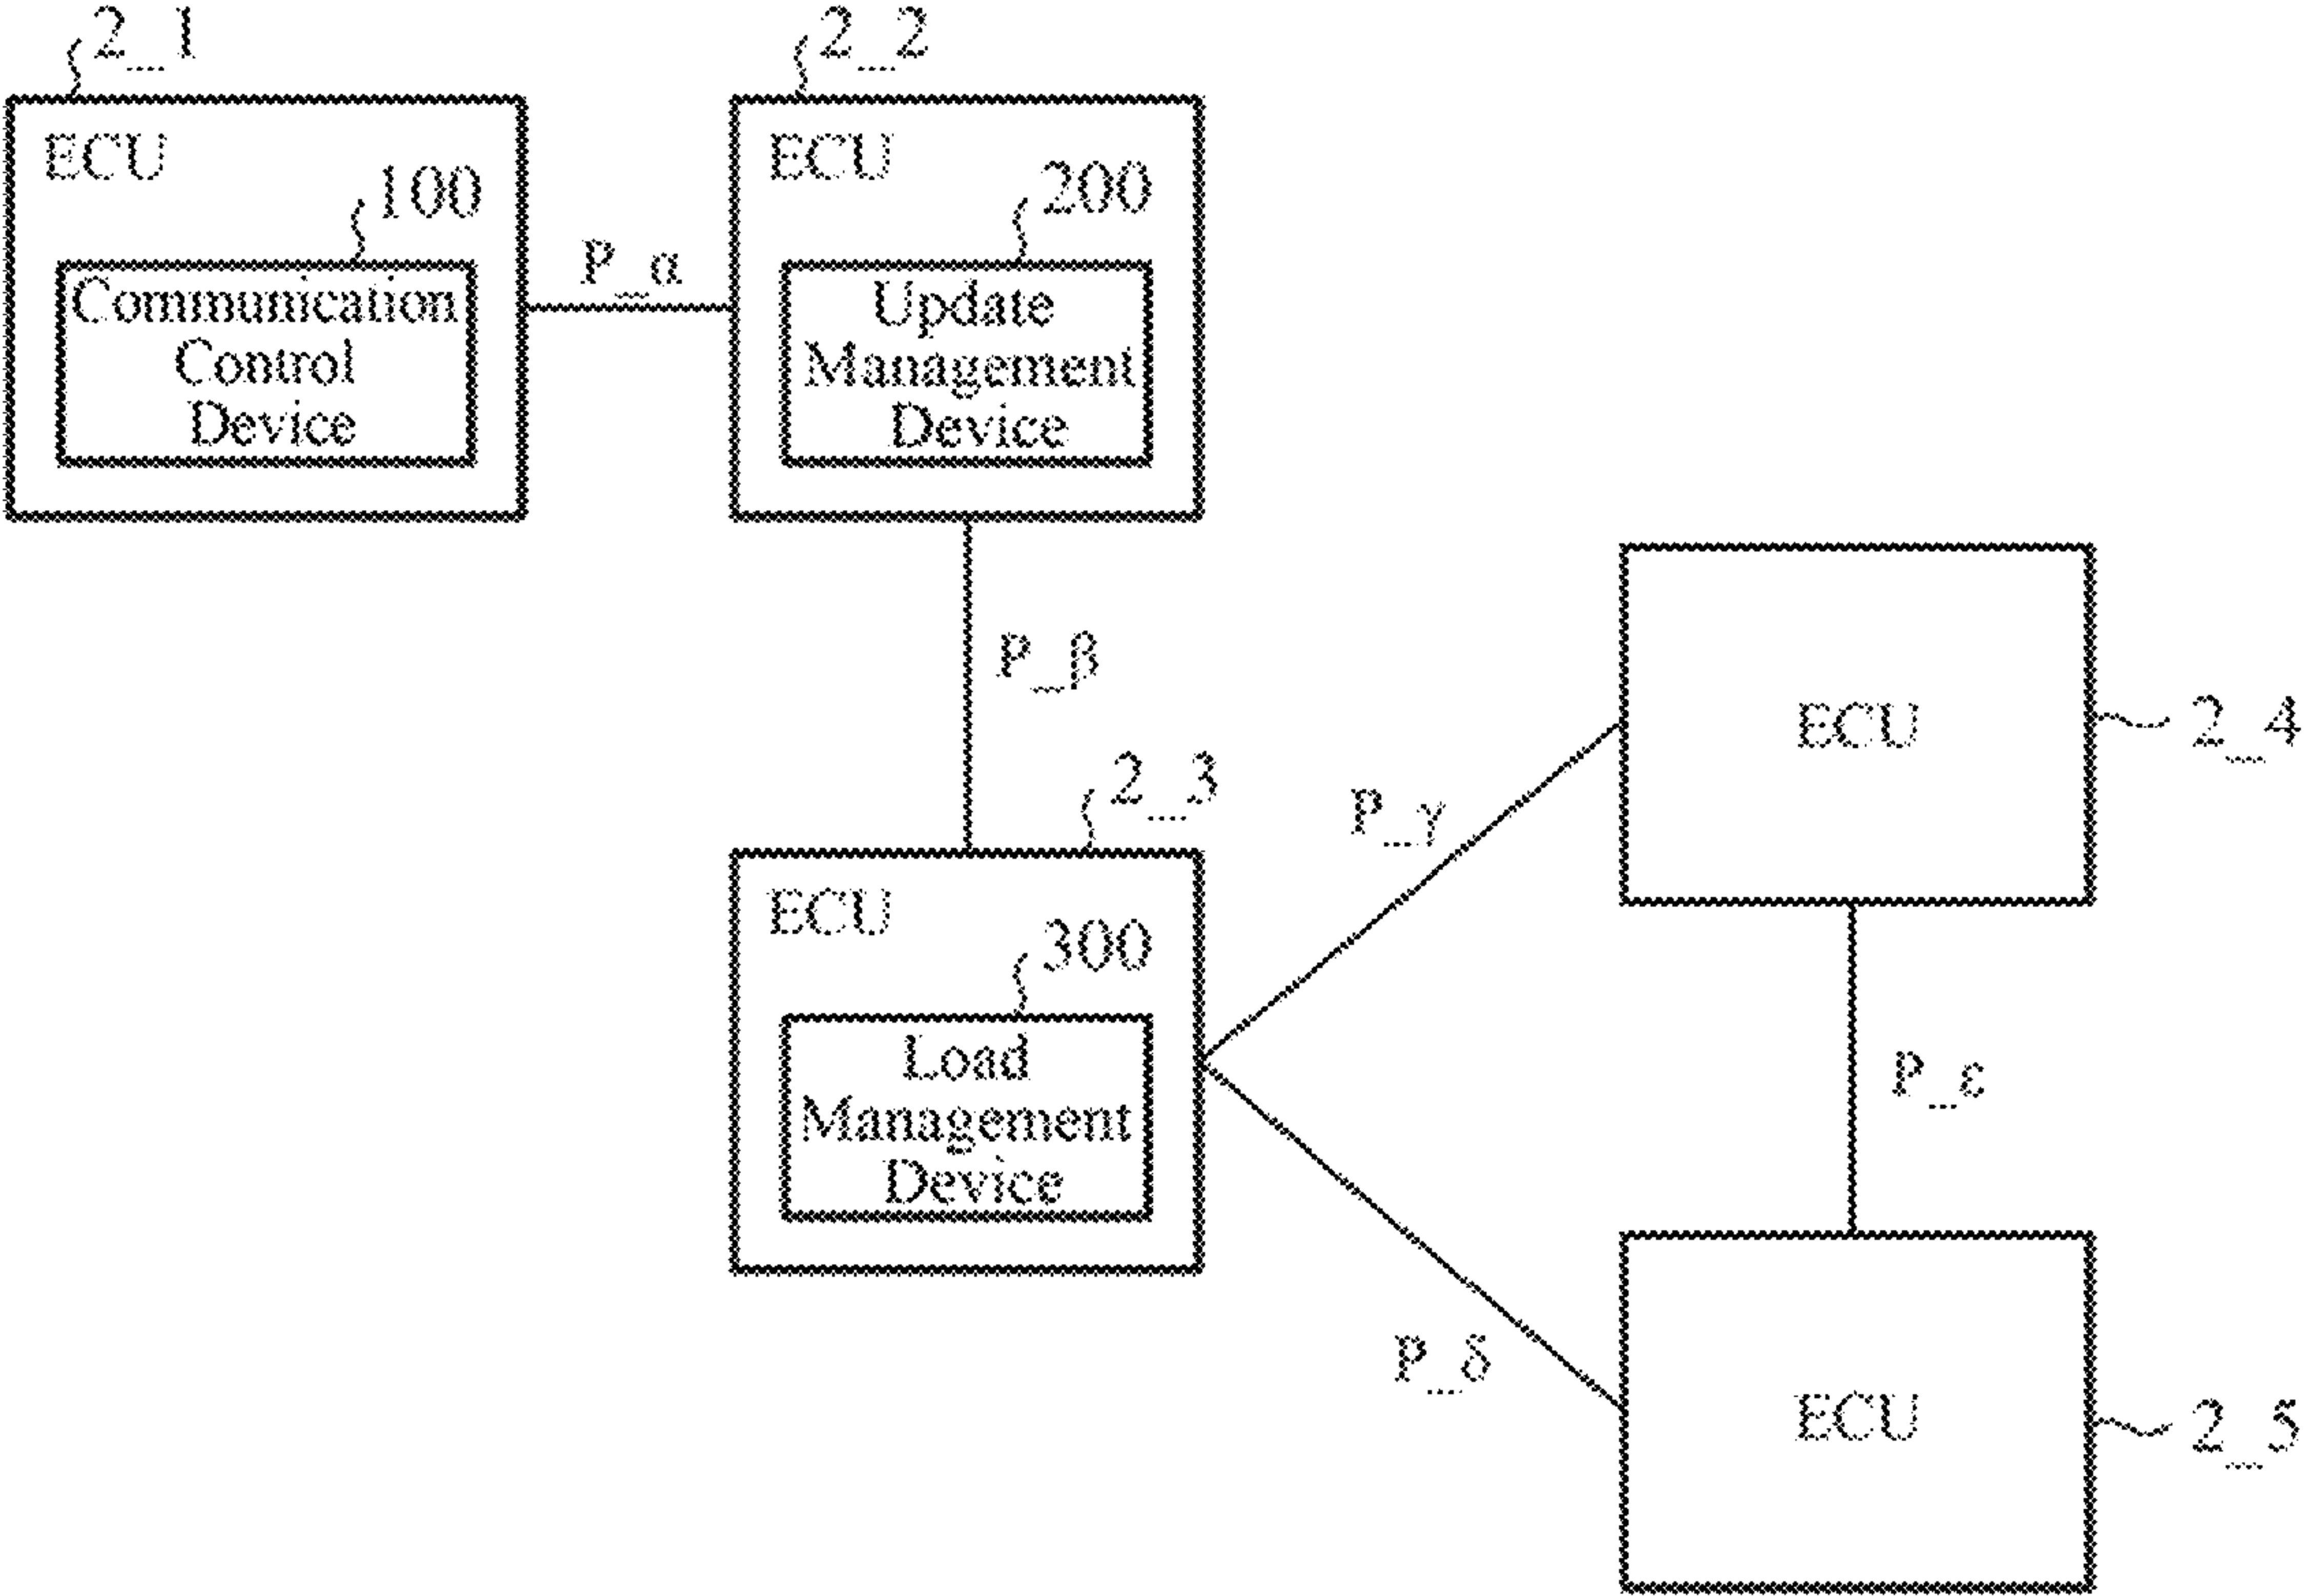 2_1
ECU
100
Communication
Control
Device
P_α
2_2
ECU
200
Update
Management
Device
P_β
2_3
ECU
300
Load
Management
Device
P_γ
ECU
2_4
P_ε
P_δ
ECU
2_5